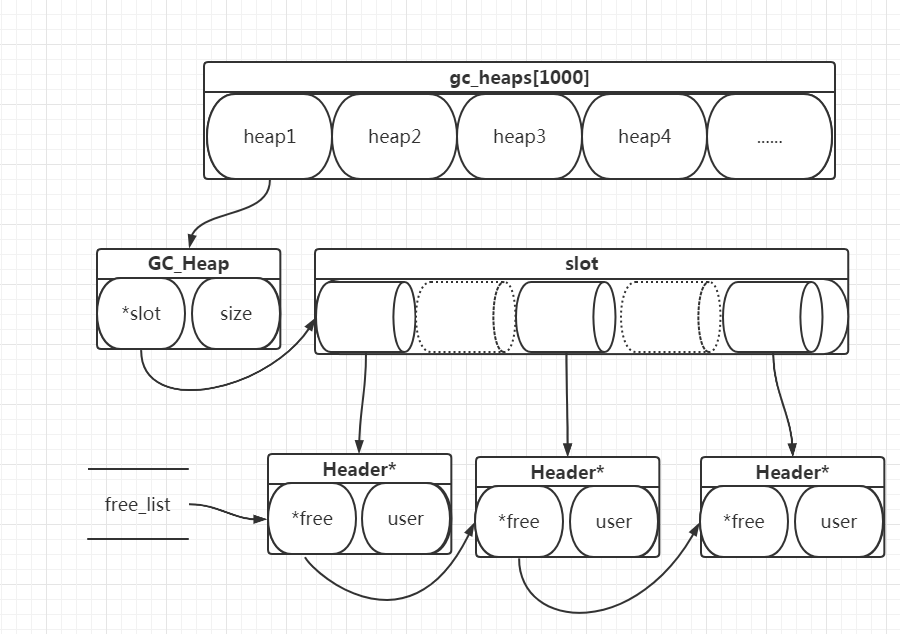 gc_heaps[1000]
heap1 heap2 heap3 heap4 ......
GC_Heap
*slot size
slot
free_list
Header*
*free user
Header*
*free user
Header*
*free user